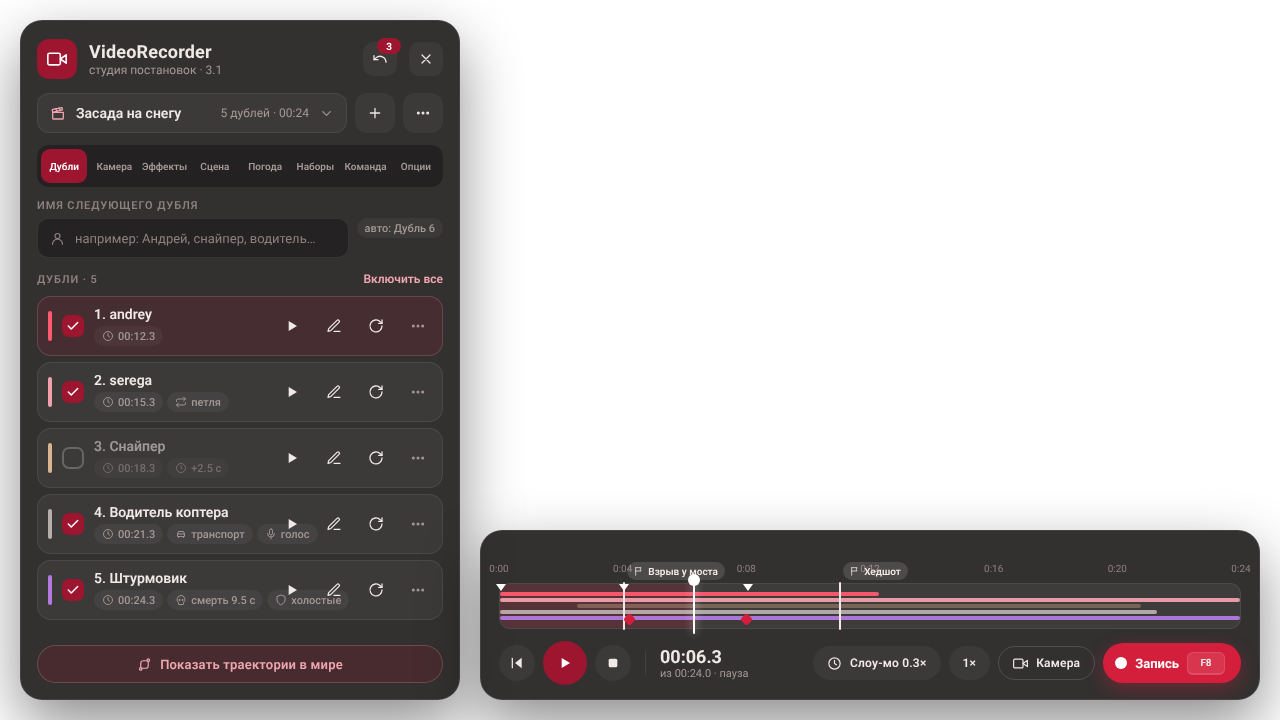 VideoRecorder
студия постановок · 3.1
3
Засада на снегу
5 дублей · 00:24
Дубли
Камера
Эффекты
Сцена
Погода
Наборы
Команда
Опции
ИМЯ СЛЕДУЮЩЕГО ДУБЛЯ
например: Андрей, снайпер, водитель…
авто: Дубль 6
ДУБЛИ · 5
Включить все
1. andrey
00:12.3
2. serega
00:15.3
петля
3. Снайпер
00:18.3
+2.5 с
4. Водитель коптера
00:21.3
транспорт
голос
5. Штурмовик
00:24.3
смерть 9.5 с
холостые
Показать траектории в мире
0:00
0:04
Взрыв у моста
0:08
0:12
Хедшот
0:16
0:20
0:24
00:06.3
из 00:24.0 · пауза
Слоу-мо 0.3×
1×
Камера
Запись
F8